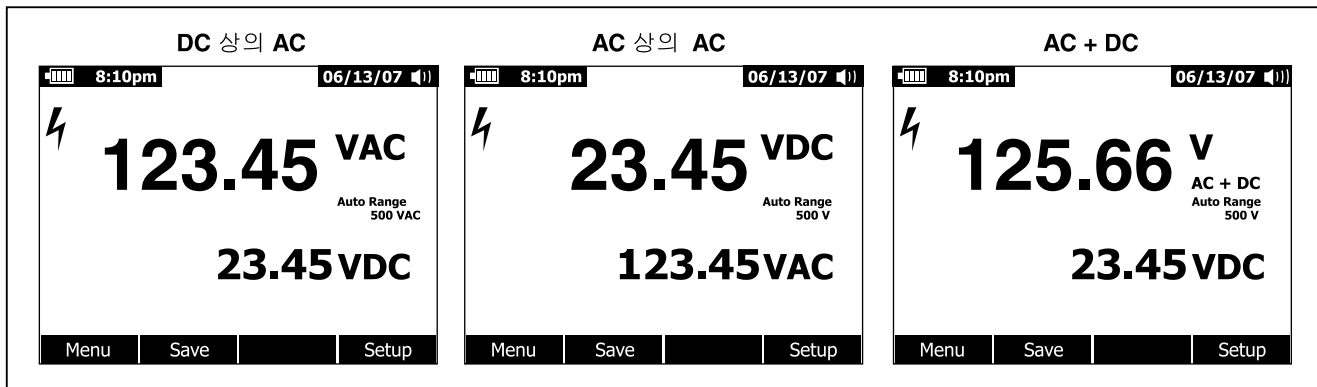 DC 상의 AC
8:10pm 06/13/07
123.45 VAC
Auto Range
500 VAC
23.45 VDC
Menu Save Setup
AC 상의 AC
8:10pm 06/13/07
23.45 VDC
Auto Range
500 V
123.45 VAC
Menu Save Setup
AC + DC
8:10pm 06/13/07
125.66 V
AC + DC
Auto Range
500 V
23.45 VDC
Menu Save Setup